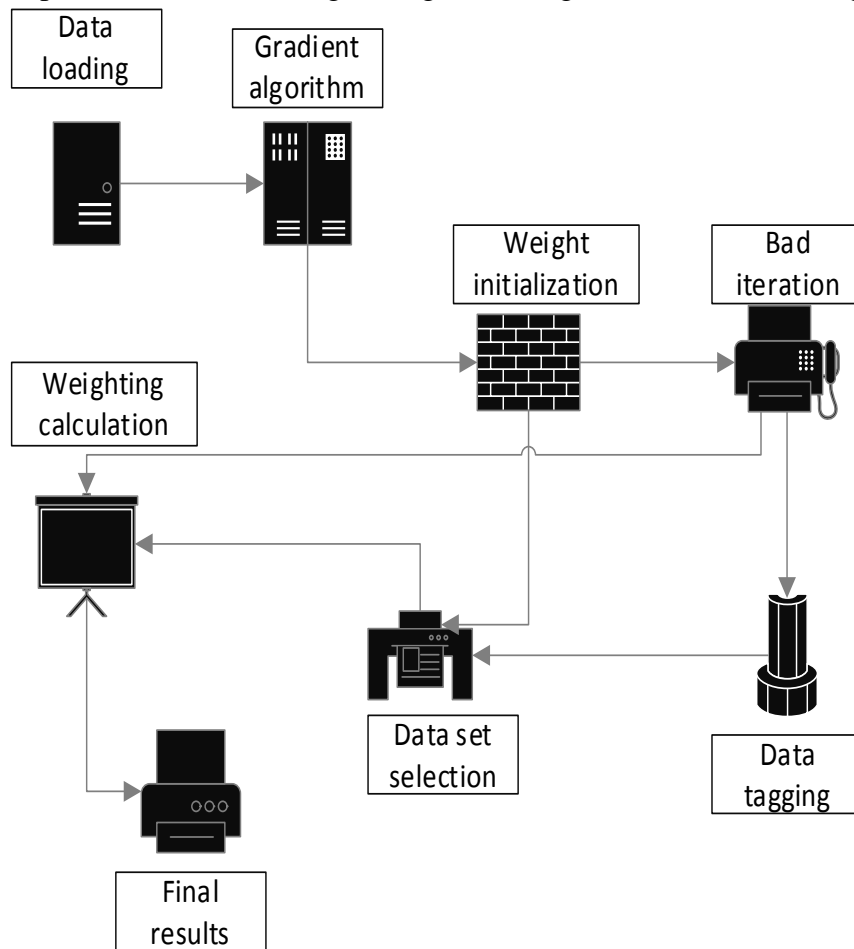 Data
loading
Gradient
algorithm
Weight
initialization
Bad
iteration
Weighting
calculation
Data set
selection
Data
tagging
Final
results